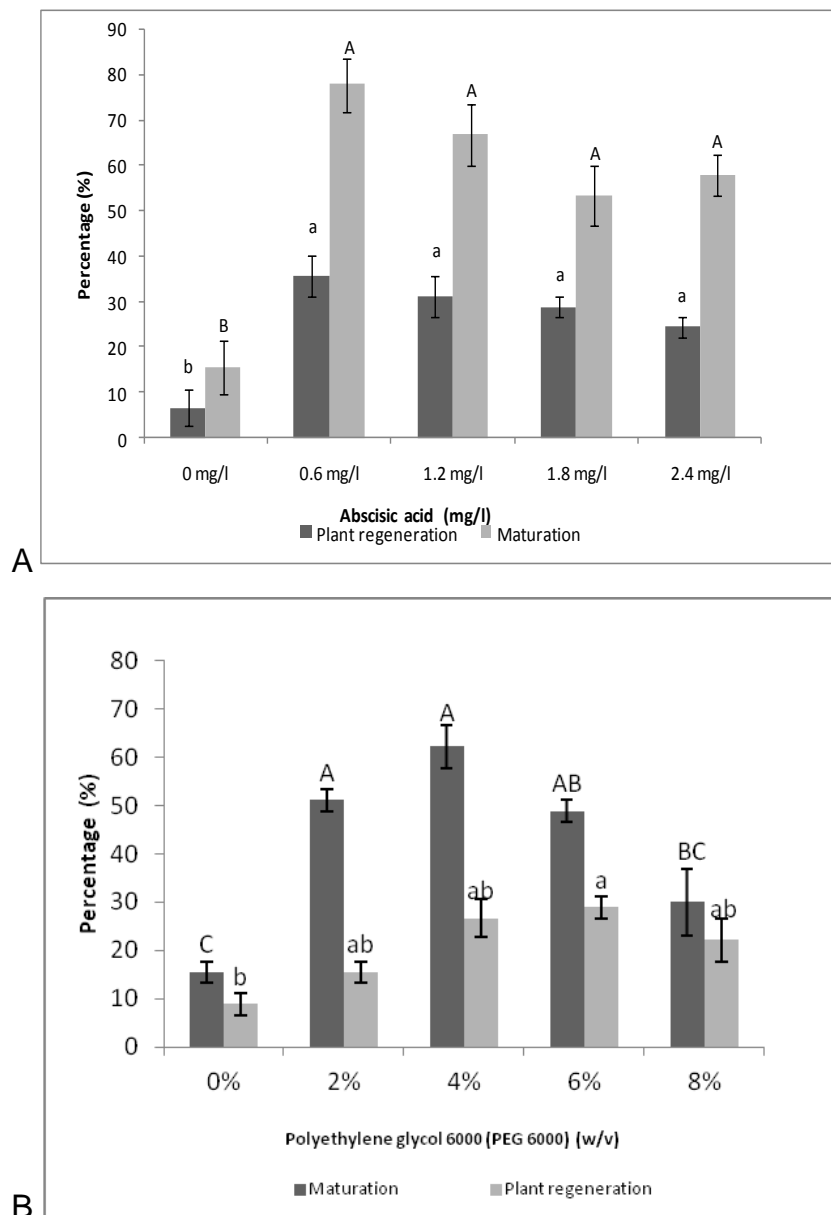 90
80
70
60
50
40
30
20
10
0
Percentage (%)
b B
a A
a A
a A
a A
0 mg/l 0.6 mg/l 1.2 mg/l 1.8 mg/l 2.4 mg/l
Abscisic acid (mg/l)
Plant regeneration Maturation
A
80
70
60
50
40
30
20
10
0
Percentage (%)
C b
A ab
A ab
AB a
BC ab
0% 2% 4% 6% 8%
Polyethylene glycol 6000 (PEG 6000) (w/v)
Maturation Plant regeneration
B